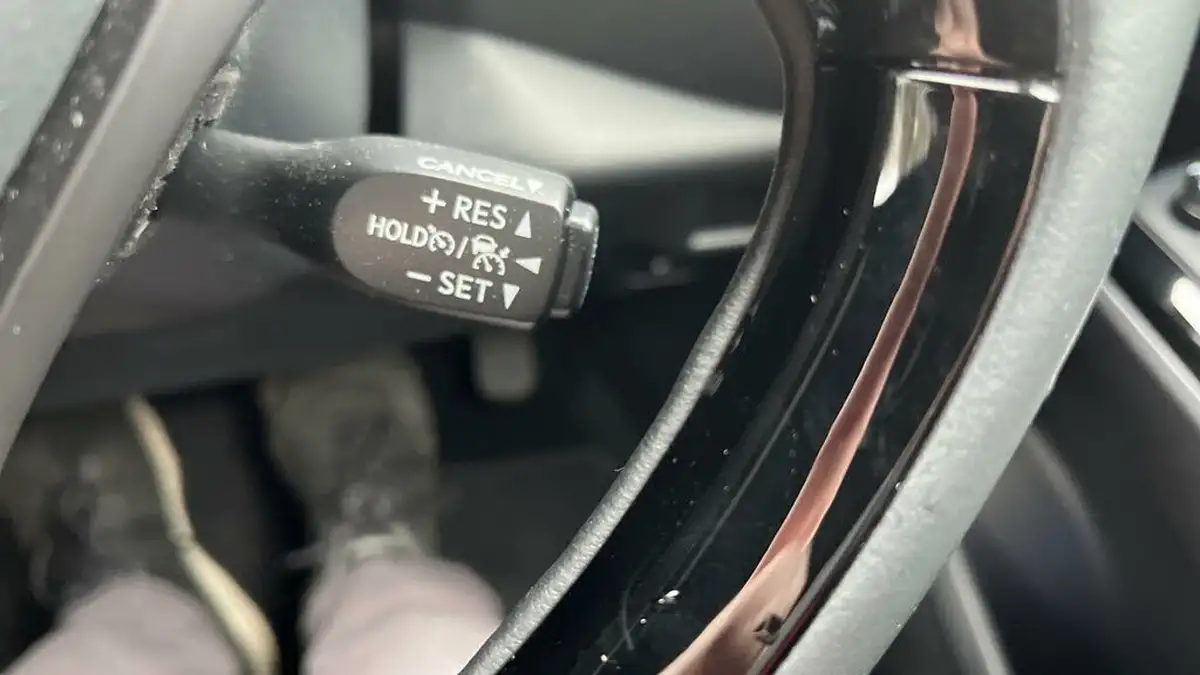 CANCEL
+ RES
HOLD /
- SET